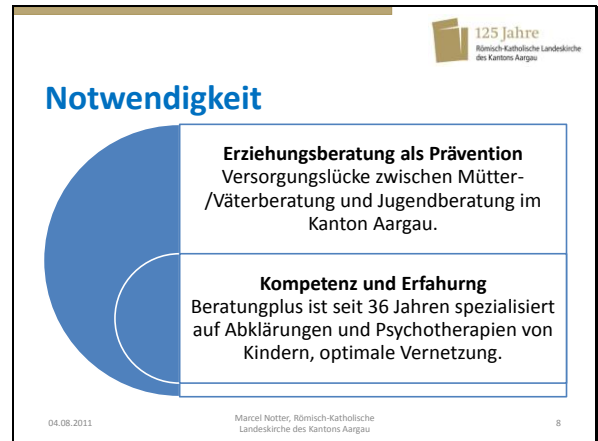 125 Jahre
Römisch-Katholische Landeskirche
des Kantons Aargau
Notwendigkeit
Erziehungsberatung als Prävention
Versorgungslücke zwischen Mütter-
/Väterberatung und Jugendberatung im
Kanton Aargau.
Kompetenz und Erfahurng
Beratungplus ist seit 36 Jahren spezialisiert
auf Abklärungen und Psychotherapien von
Kindern, optimale Vernetzung.
04.08.2011
Marcel Notter, Römisch-Katholische
Landeskirche des Kantons Aargau
8